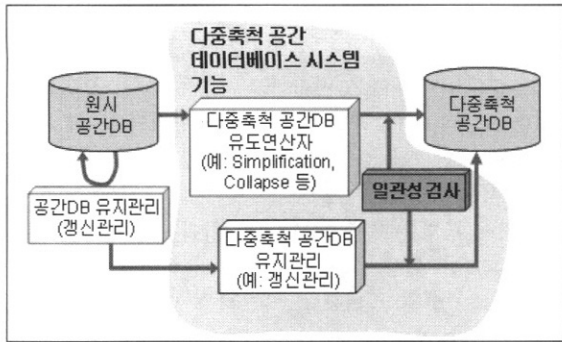 다중축척 공간
데이터베이스 시스템
기능
원시
공간DB
다중축척 공간DB
유도연산자
(예: Simplification,
Collapse 등)
다중축척
공간DB
일관성 검사
공간DB 유지관리
(갱신관리)
다중축척 공간DB
유지관리
(예: 갱신관리)